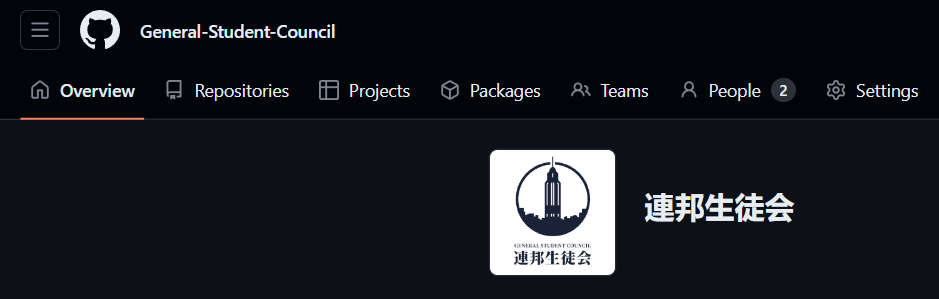 General-Student-Council
Overview Repositories Projects Packages Teams People 2 Settings
連邦生徒会
GENERAL STUDENT COUNCIL
連邦生徒会